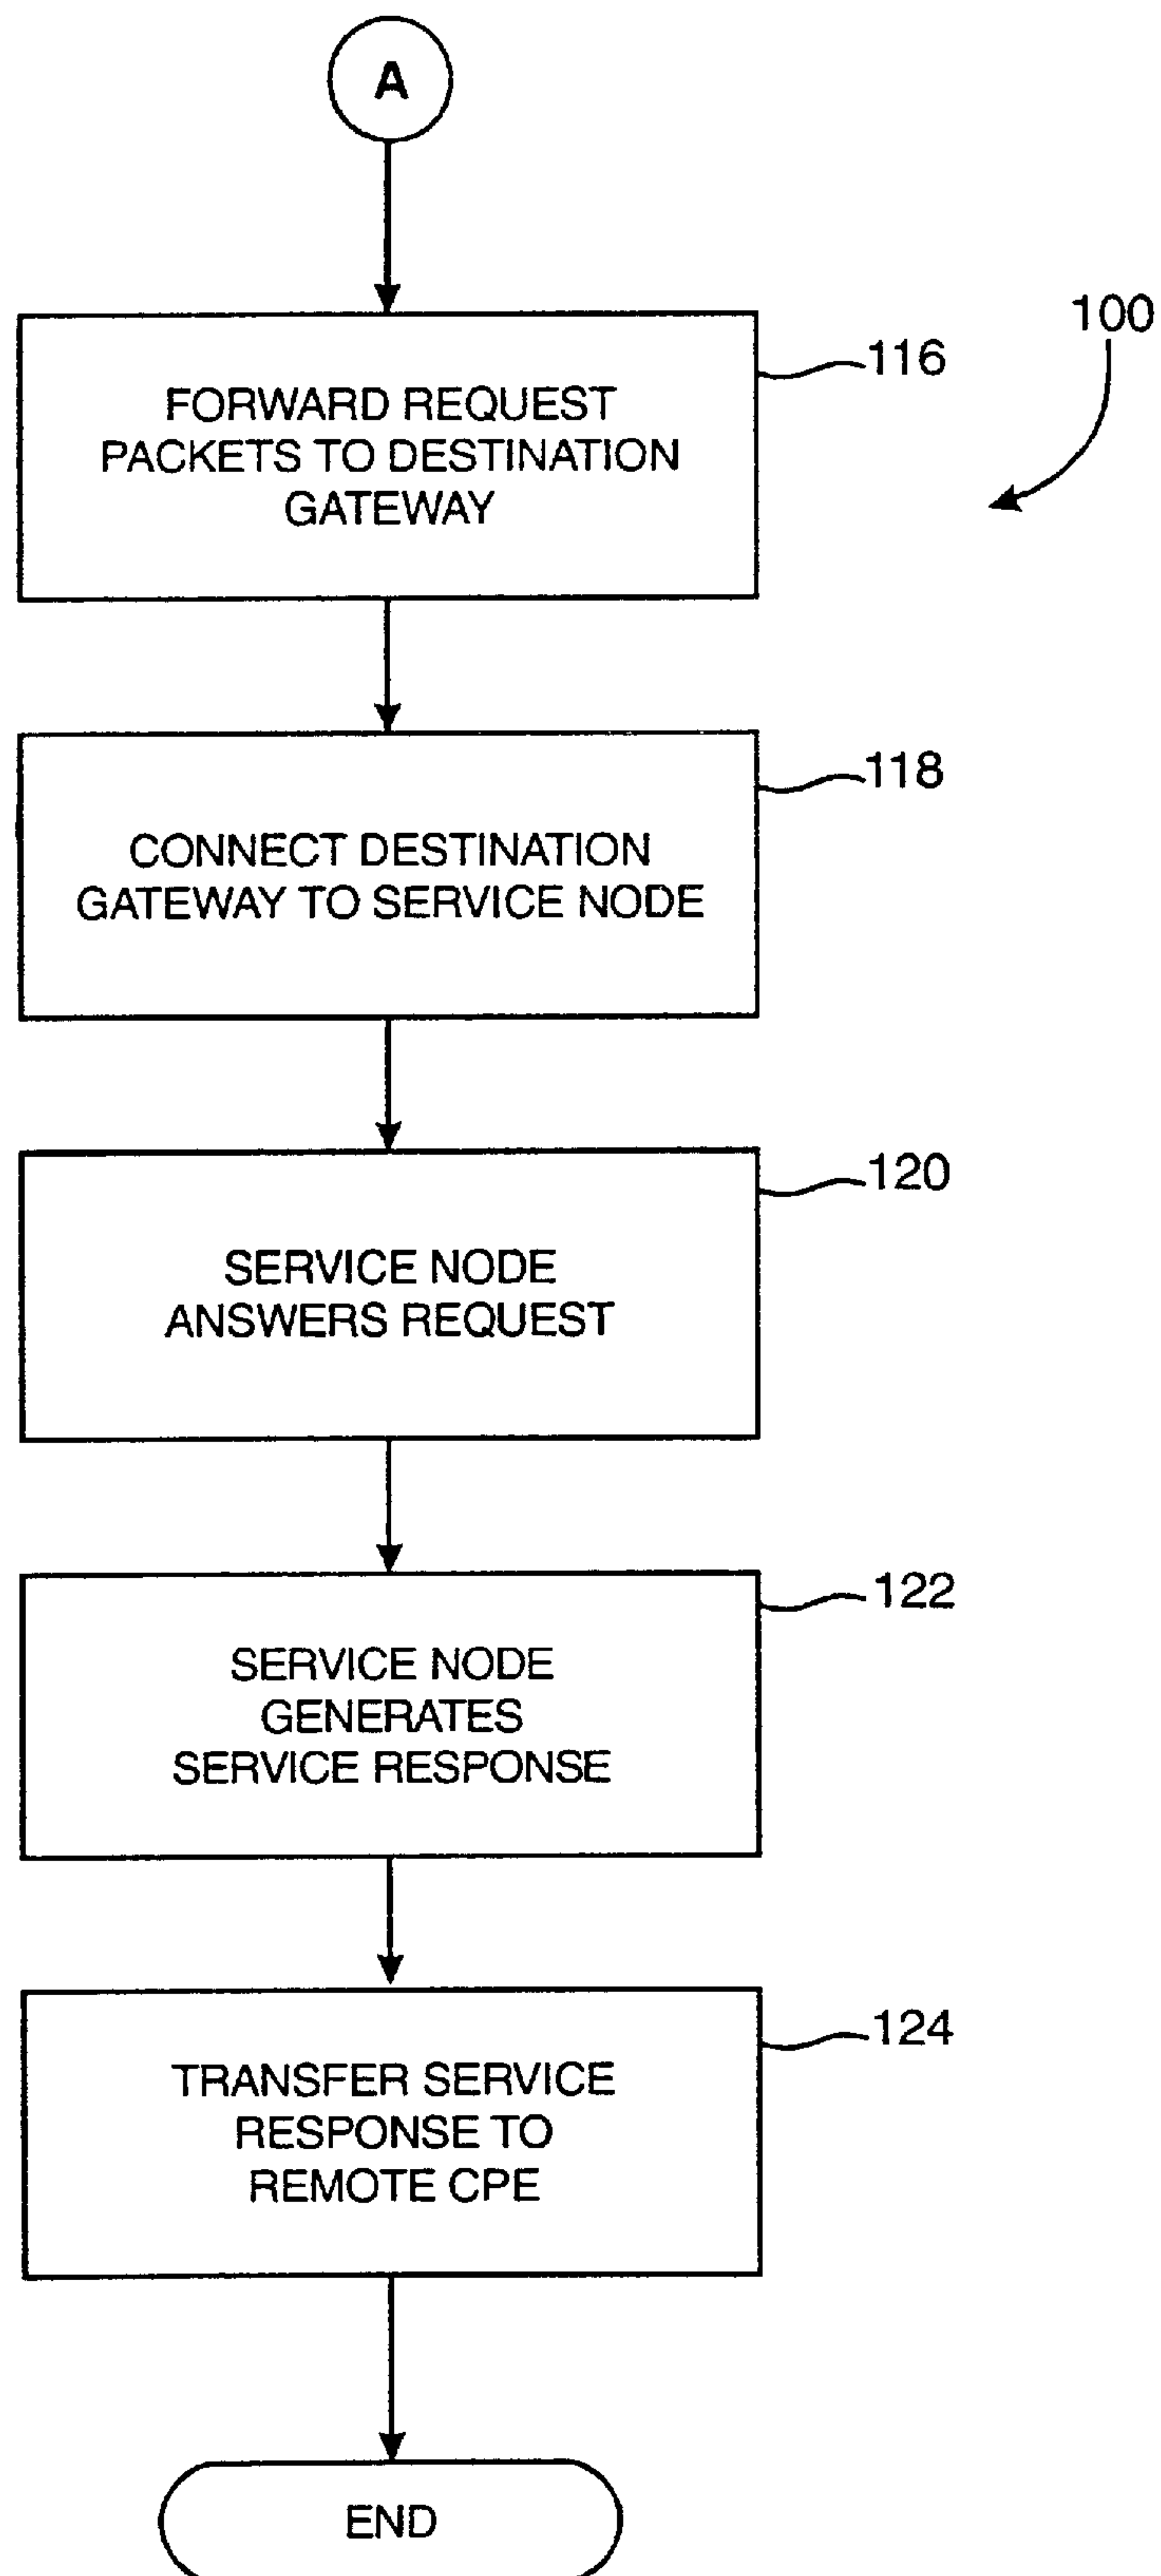 A
100
116
FORWARD REQUEST
PACKETS TO DESTINATION
GATEWAY
118
CONNECT DESTINATION
GATEWAY TO SERVICE NODE
120
SERVICE NODE
ANSWERS REQUEST
122
SERVICE NODE
GENERATES
SERVICE RESPONSE
124
TRANSFER SERVICE
RESPONSE TO
REMOTE CPE
END